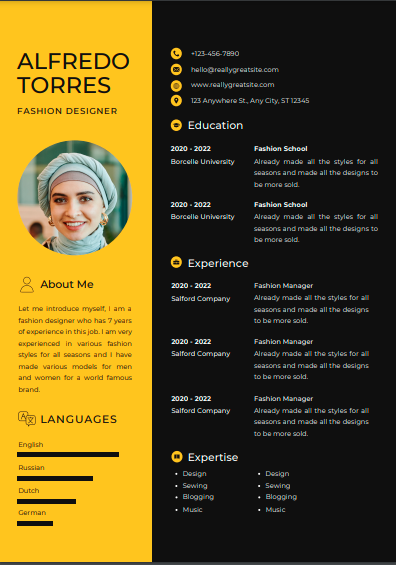 ALFREDO
TORRES
FASHION DESIGNER
About Me
Let me introduce myself, I am a
fashion designer who has 7 years
of experience in this job. I am very
experienced in various fashion
styles for all seasons and I have
made various models for men
and women for a world famous
brand.
LANGUAGES
English
Russian
Dutch
German
+123-456-7890
hello@reallygreatsite.com
www.reallygreatsite.com
123 Anywhere St., Any City, ST 12345
Education
2020 - 2022 Fashion School
Borcelle University Already made all the styles for all
seasons and made all the designs to
be more sold.
2020 - 2022 Fashion School
Borcelle University Already made all the styles for all
seasons and made all the designs to
be more sold.
Experience
2020 - 2022 Fashion Manager
Salford Company Already made all the styles for all
seasons and made all the designs
to be more sold.
2020 - 2022 Fashion Manager
Salford Company Already made all the styles for all
seasons and made all the designs
to be more sold.
2020 - 2022 Fashion Manager
Salford Company Already made all the styles for all
seasons and made all the designs
to be more sold.
Expertise
• Design • Design
• Sewing • Sewing
• Blogging • Blogging
• Music • Music